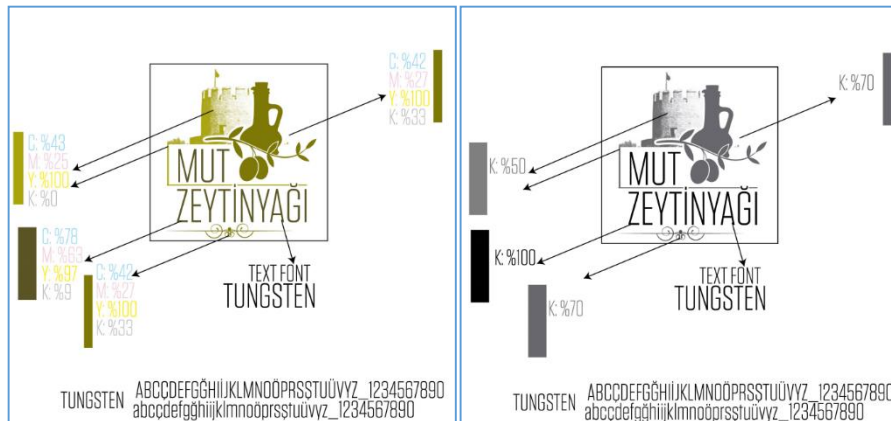 C: %42
M: %27
Y: %100
K: %33
C: %43
M: %25
Y: %100
K: %0
MUT
ZEYTİNYAĞI
C: %78
M: %63
Y: %97
K: %9
C: %42
M: %27
Y: %100
K: %33
TEXT FONT
TUNGSTEN
TUNGSTEN
ABCÇDEFGĞHIİJKLMNOÖPRSŞTUÜVYZ_1234567890
abcçdefgğhıijklmnoöprsştuüvyz_1234567890
K: %70
K: %50
MUT
ZEYTİNYAĞI
K: %100
K: %70
TEXT FONT
TUNGSTEN
TUNGSTEN
ABCÇDEFGĞHIİJKLMNOÖPRSŞTUÜVYZ_1234567890
abcçdefgğhıijklmnoöprsştuüvyz_1234567890